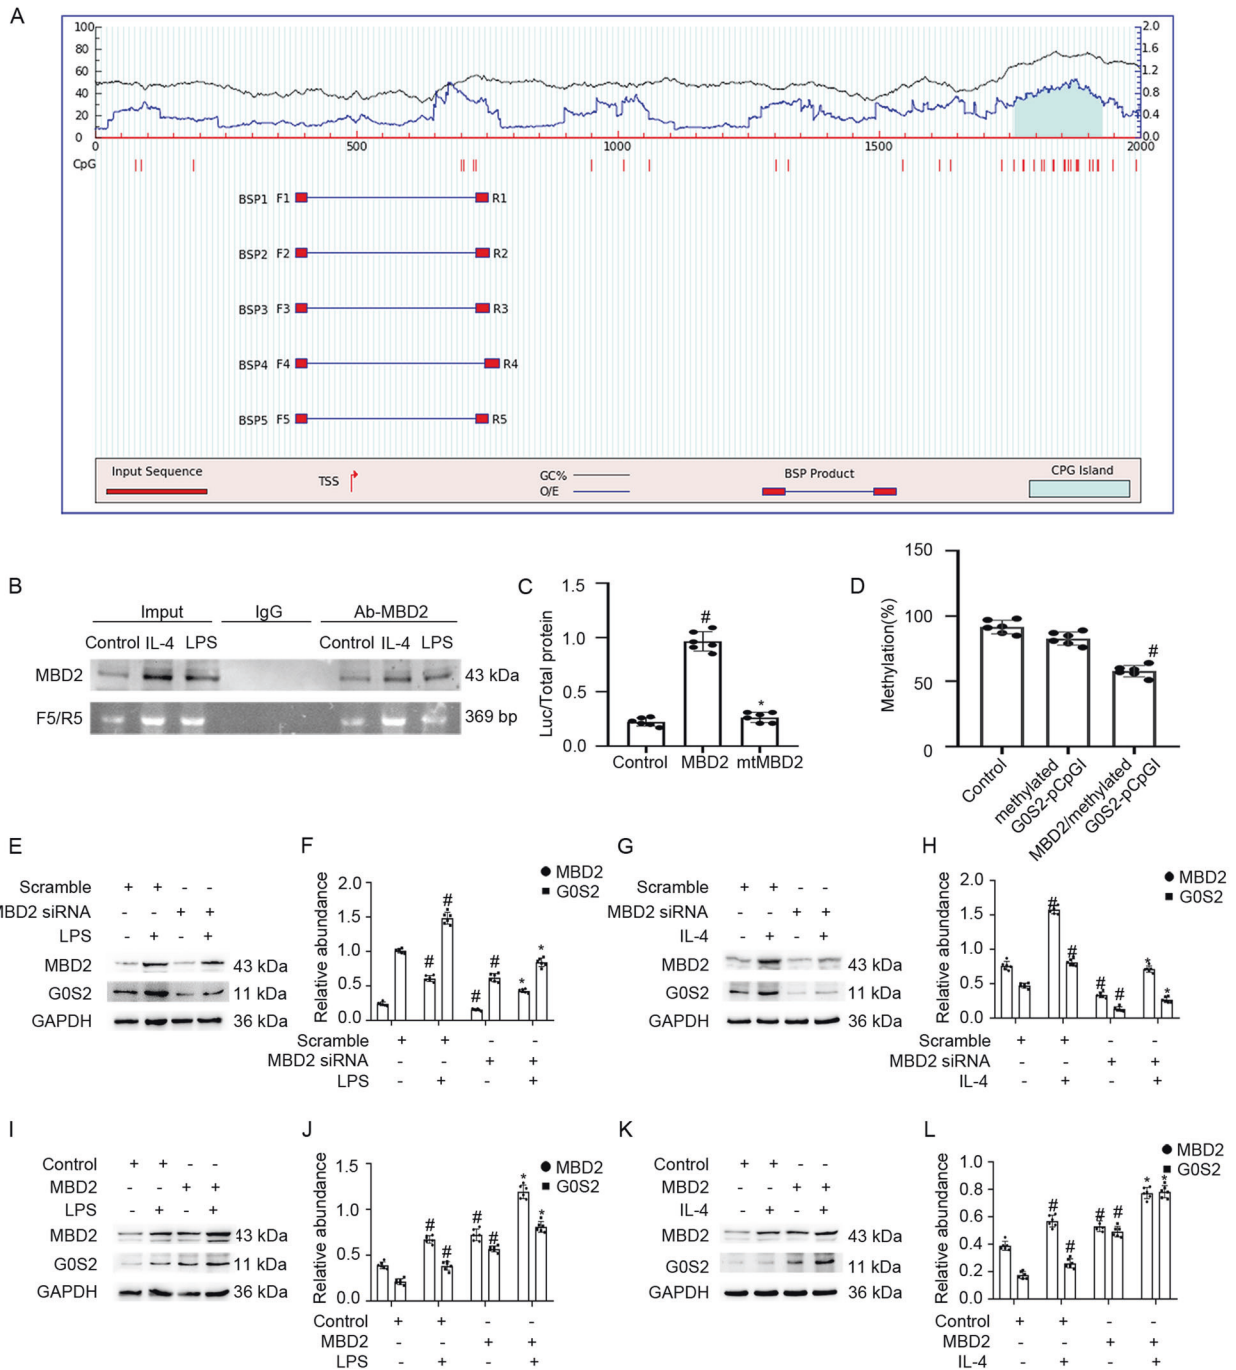 A
100 2.0
80 1.6
60 1.2
40 0.8
20 0.4
0 0.0
0 500 1000 1500 2000
CpG
BSP1 F1 R1
BSP2 F2 R2
BSP3 F3 R3
BSP4 F4 R4
BSP5 F5 R5
Input Sequence TSS GC% BSP Product CPG Island
O/E
B
Imput IgG Ab-MBD2
Control IL-4 LPS Control IL-4 LPS
MBD2 43 kDa
F5/R5 369 bp
C
Luc/Total protein
1.5
1.0
0.5
0.0
# *
Control MBD2 mtMBD2
D
Methylation(%)
150
100
50
0
#
Control
methylated
G0S2-pCpGl
MBD2/methylated
G0S2-pCpGl
E
Scramble + + - -
MBD2 siRNA - - + +
LPS - + - +
MBD2 43 kDa
G0S2 11 kDa
GAPDH 36 kDa
F
MBD2
G0S2
Relative abundance
2.0
1.5
1.0
0.5
0.0
# # # # * *
Scramble + + - -
MBD2 siRNA - - + +
LPS - + - +
G
Scramble + + - -
MBD2 siRNA - - + +
IL-4 - + - +
MBD2 43 kDa
G0S2 11 kDa
GAPDH 36 kDa
H
MBD2
G0S2
Relative abundance
2.0
1.5
1.0
0.5
0.0
# # # # * *
Scramble + + - -
MBD2 siRNA - - + +
IL-4 - + - +
I
Control + + - -
MBD2 - - + +
LPS - + - +
MBD2 43 kDa
G0S2 11 kDa
GAPDH 36 kDa
J
MBD2
G0S2
Relative abundance
1.5
1.0
0.5
0.0
# # # # * *
Control + + - -
MBD2 - - + +
LPS - + - +
K
Control + + - -
MBD2 - - + +
IL-4 - + - +
MBD2 43 kDa
G0S2 11 kDa
GAPDH 36 kDa
L
MBD2
G0S2
Relative abundance
1.0
0.8
0.6
0.4
0.2
0.0
# # # # * *
Control + + - -
MBD2 - - + +
IL-4 - + - +